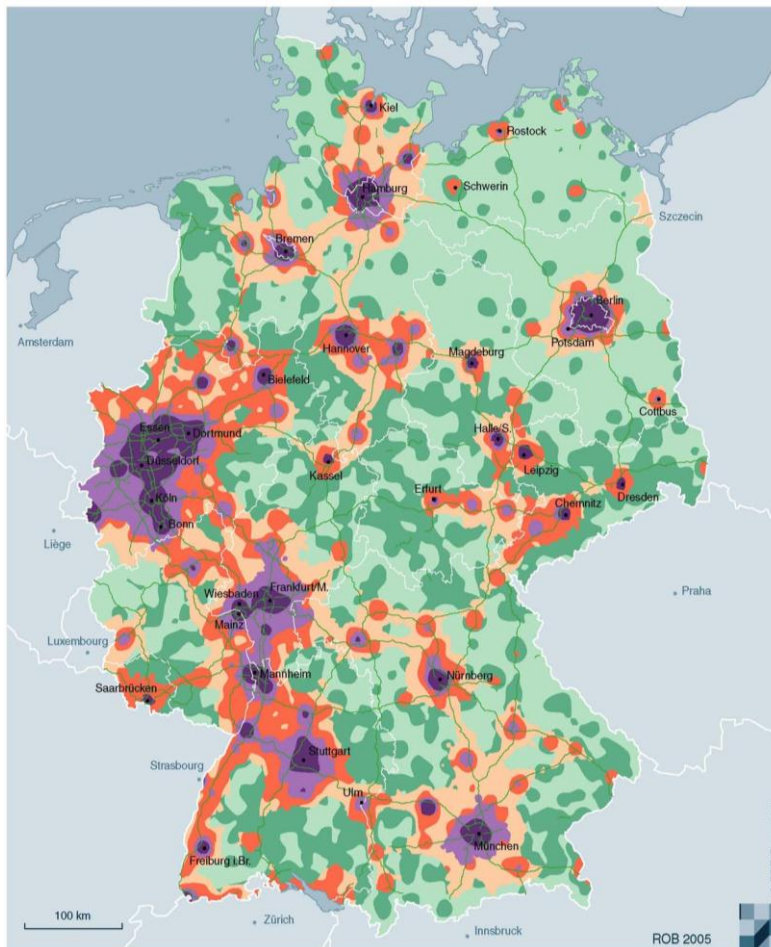 Kiel
Rostock
Hamburg
Schwerin
Szczecin
Bremen
Berlin
Amsterdam
Hannover
Potsdam
Magdeburg
Bielefeld
Cottbus
Essen
Dortmund
Halle/S.
Düsseldorf
Leipzig
Kassel
Köln
Erfurt
Dresden
Chemnitz
Bonn
Liège
Frankfurt/M.
Praha
Wiesbaden
Mainz
Luxembourg
Mannheim
Saarbrücken
Nürnberg
Stuttgart
Strasbourg
Ulm
München
Freiburg i.Br.
100 km
Zürich
Innsbruck
ROB 2005